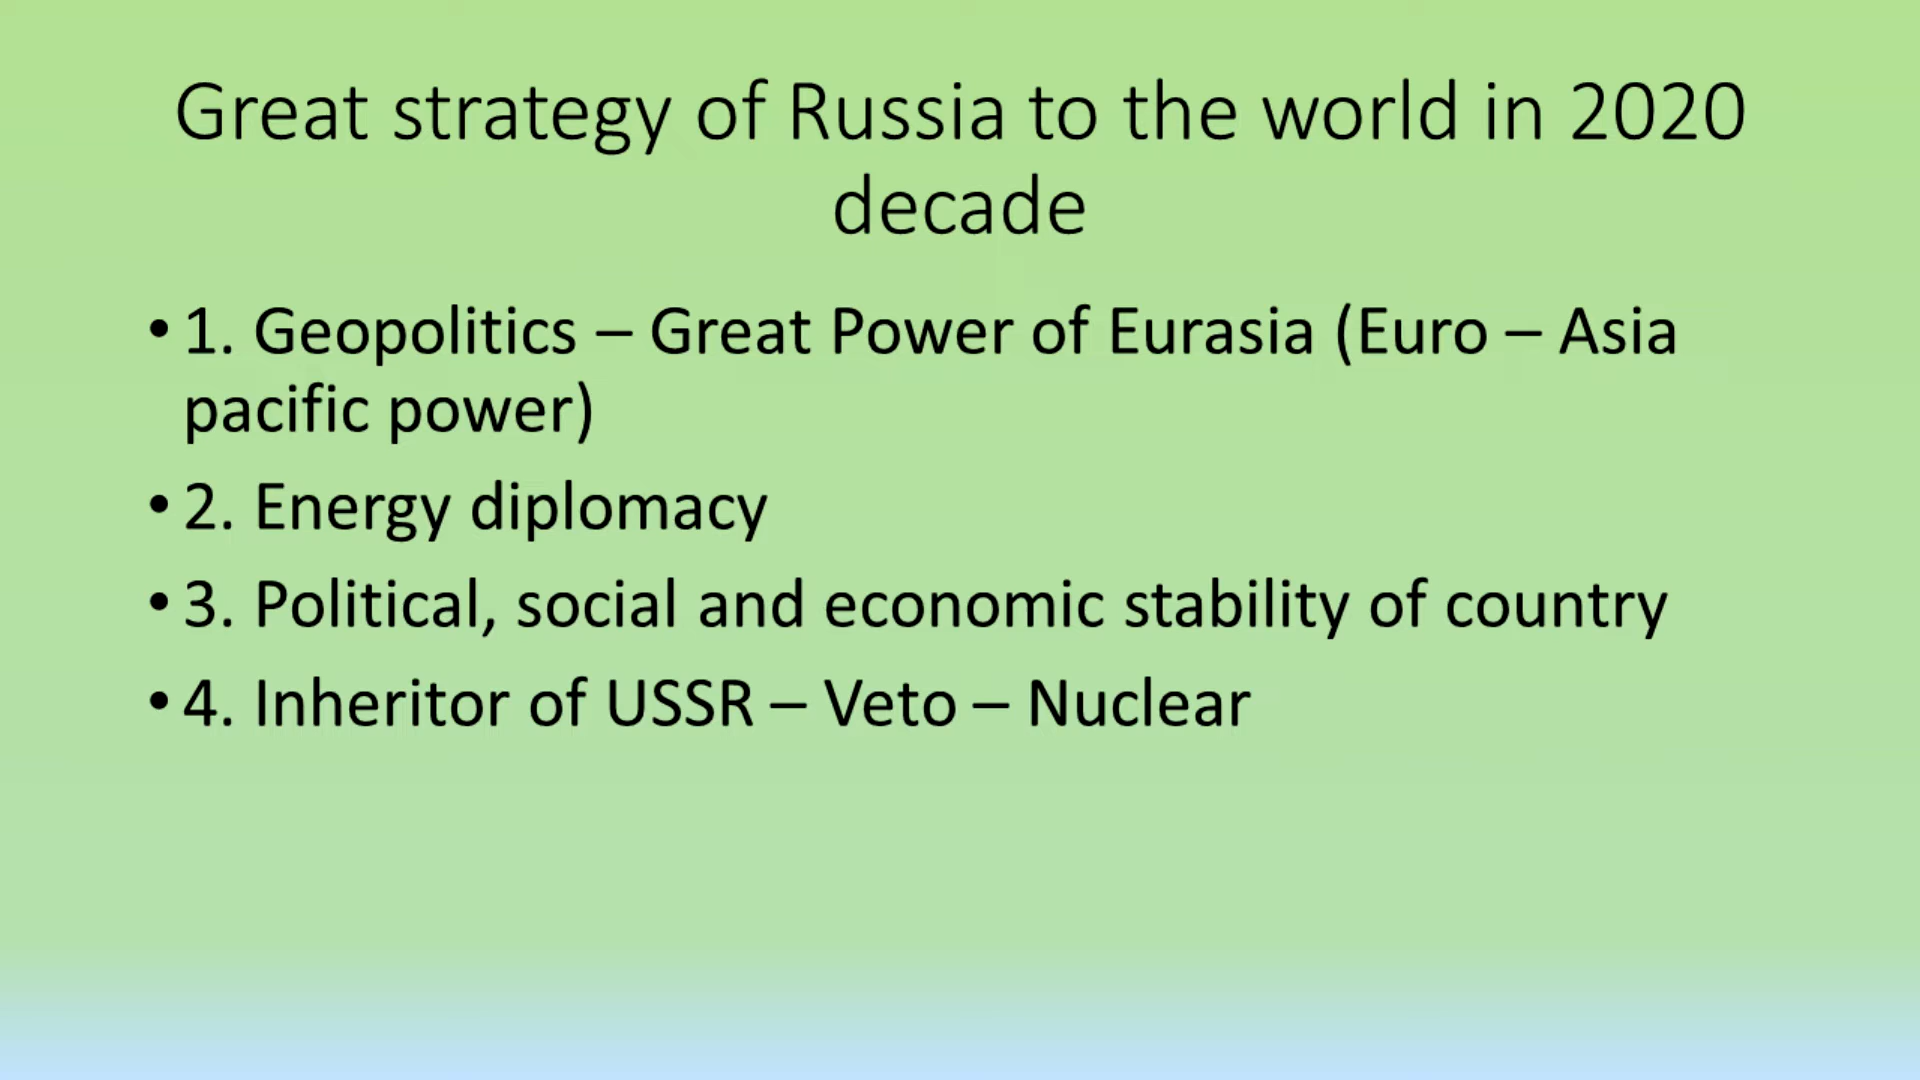 Great strategy of Russia to the world in 2020
decade
• 1. Geopolitics – Great Power of Eurasia (Euro – Asia
pacific power)
• 2. Energy diplomacy
• 3. Political, social and economic stability of country
• 4. Inheritor of USSR – Veto – Nuclear